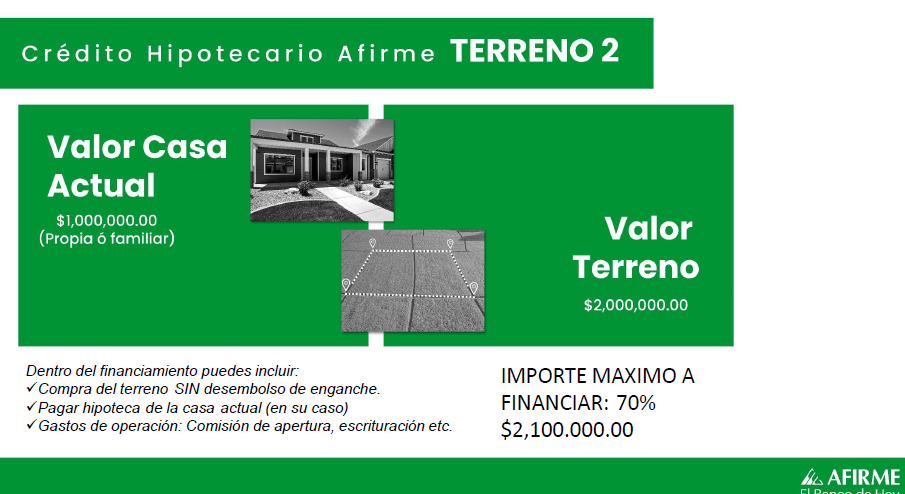 Crédito Hipotecario Afirme TERRENO 2
Valor Casa
Actual
$1,000,000.00
(Propia ó familiar)
Valor
Terreno
$2,000,000.00
Dentro del financiamiento puedes incluir:
✓Compra del terreno SIN desembolso de enganche.
✓Pagar hipoteca de la casa actual (en su caso)
✓Gastos de operación: Comisión de apertura, escrituración etc.
IMPORTE MAXIMO A
FINANCIAR: 70%
$2,100.000.00
AFIRME
El Banco de Hoy